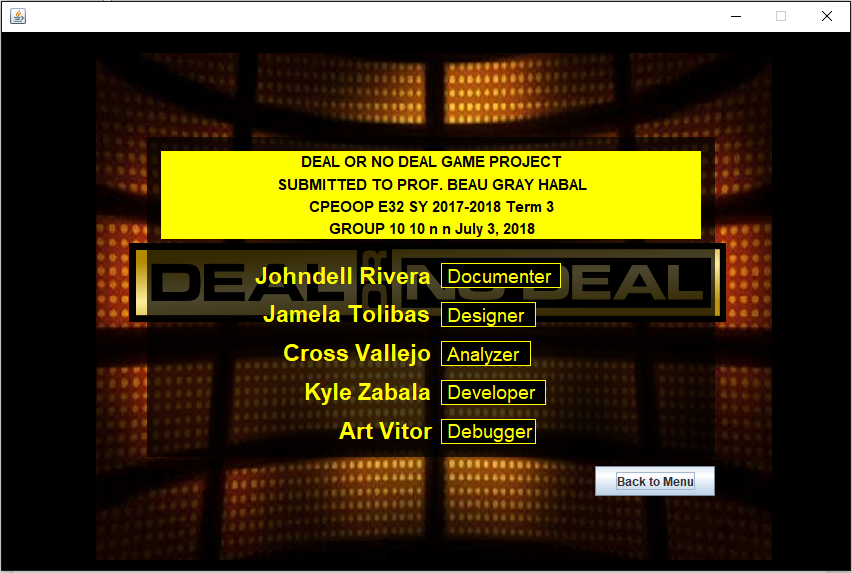 DEAL OR NO DEAL GAME PROJECT
SUBMITTED TO PROF. BEAU GRAY HABAL
CPEOOP E32 SY 2017-2018 Term 3
GROUP 10 10 n n July 3, 2018
DEAL OR NO DEAL
Johndell Rivera Documenter
Jamela Tolibas Designer
Cross Vallejo Analyzer
Kyle Zabala Developer
Art Vitor Debugger
Back to Menu